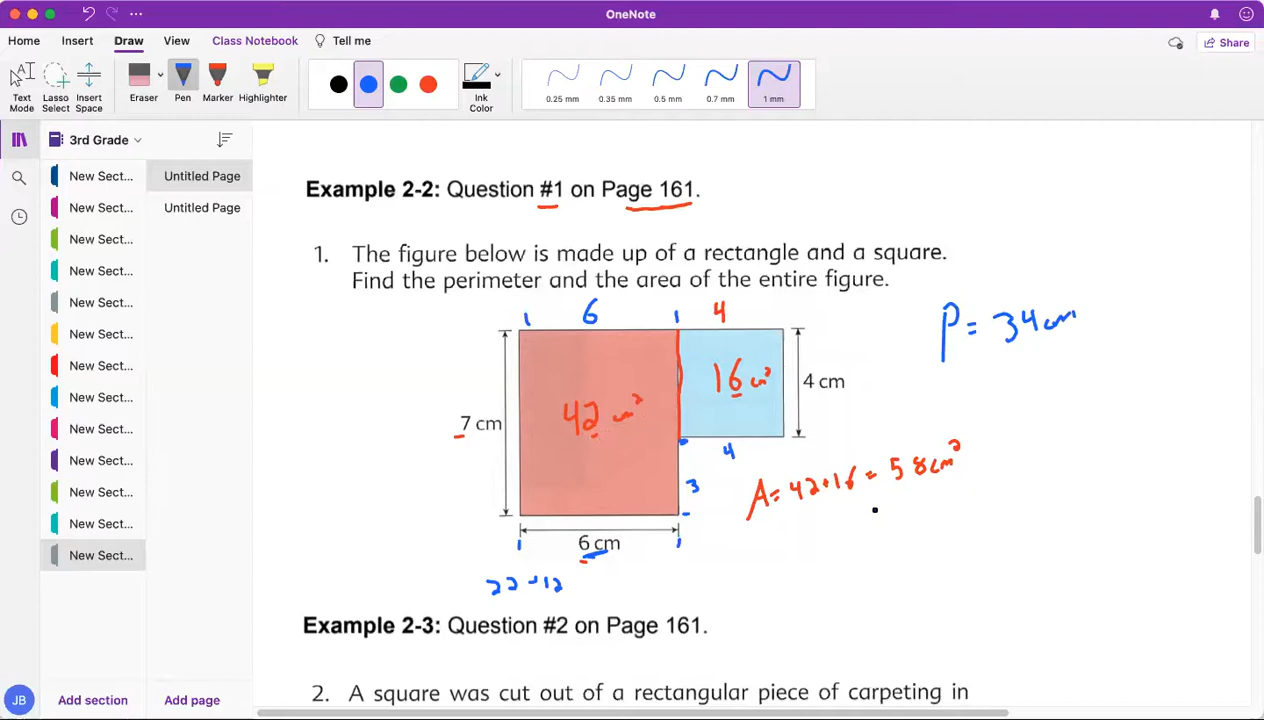 OneNote
Home Insert Draw View Class Notebook Tell me
Share
Text Mode Lasso Select Insert Space Eraser Pen Marker Highlighter Ink Color 0.25 mm 0.35 mm 0.5 mm 0.7 mm 1 mm
3rd Grade
New Sect...
New Sect...
New Sect...
New Sect...
New Sect...
New Sect...
New Sect...
New Sect...
New Sect...
New Sect...
New Sect...
New Sect...
New Sect...
Untitled Page
Untitled Page
Example 2-2: Question #1 on Page 161.
1. The figure below is made up of a rectangle and a square.
Find the perimeter and the area of the entire figure.
6 4
P = 34 cm
16 cm²
4 cm
42 cm²
7 cm
4
3
A = 42 + 16 = 58 cm²
6 cm
22 + 12
Example 2-3: Question #2 on Page 161.
2. A square was cut out of a rectangular piece of carpeting in
JB
Add section Add page